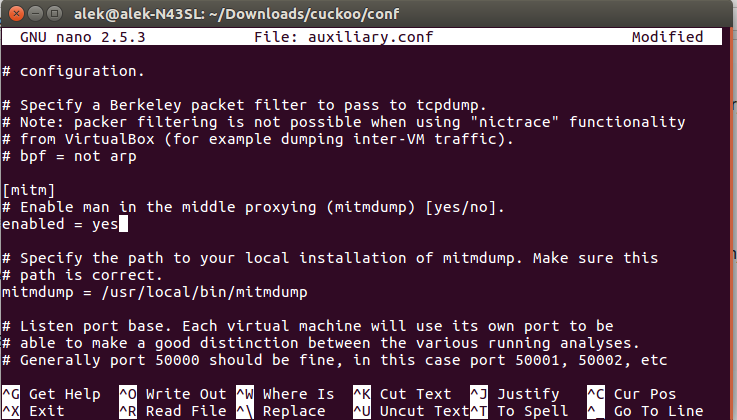 alek@alek-N43SL: ~/Downloads/cuckoo/conf
GNU nano 2.5.3 File: auxiliary.conf Modified
# configuration.
# Specify a Berkeley packet filter to pass to tcpdump.
# Note: packer filtering is not possible when using "nictrace" functionality
# from VirtualBox (for example dumping inter-VM traffic).
# bpf = not arp
[mitm]
# Enable man in the middle proxying (mitmdump) [yes/no].
enabled = yes
# Specify the path to your local installation of mitmdump. Make sure this
# path is correct.
mitmdump = /usr/local/bin/mitmdump
# Listen port base. Each virtual machine will use its own port to be
# able to make a good distinction between the various running analyses.
# Generally port 50000 should be fine, in this case port 50001, 50002, etc
^G Get Help ^O Write Out ^W Where Is ^K Cut Text ^J Justify ^C Cur Pos
^X Exit ^R Read File ^\ Replace ^U Uncut Text ^T To Spell ^_ Go To Line